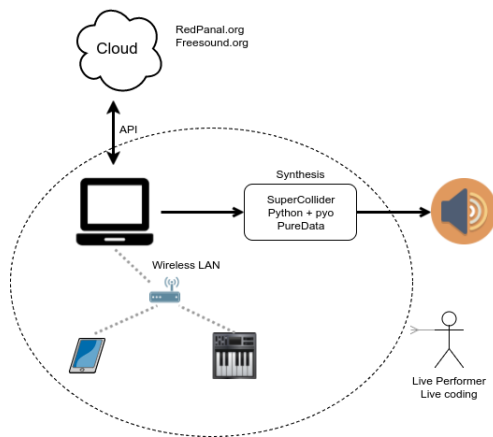 RedPanal.org
Freesound.org
Cloud
API
Synthesis
SuperCollider
Python + pyo
PureData
Wireless LAN
Live Performer
Live coding